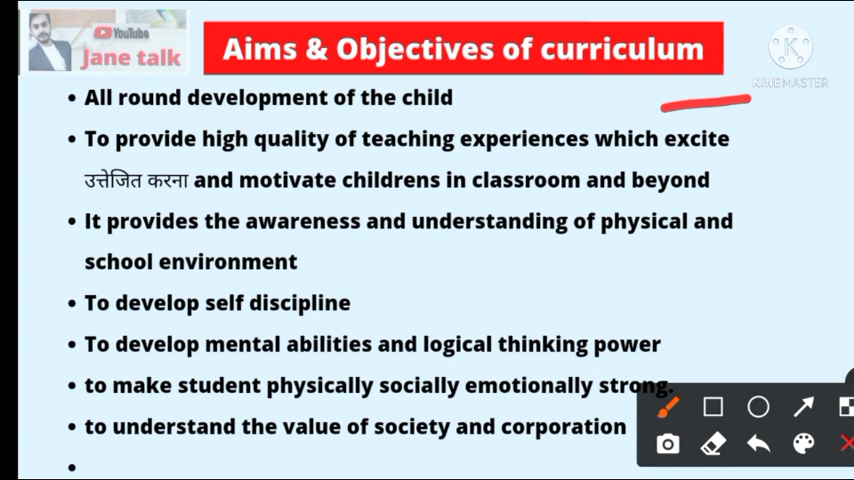 YouTube
Jane talk
Aims & Objectives of curriculum
K
KINEMASTER
• All round development of the child
• To provide high quality of teaching experiences which excite
उत्तेजित करना and motivate childrens in classroom and beyond
• It provides the awareness and understanding of physical and
school environment
• To develop self discipline
• To develop mental abilities and logical thinking power
• to make student physically socially emotionally strong.
• to understand the value of society and corporation
•